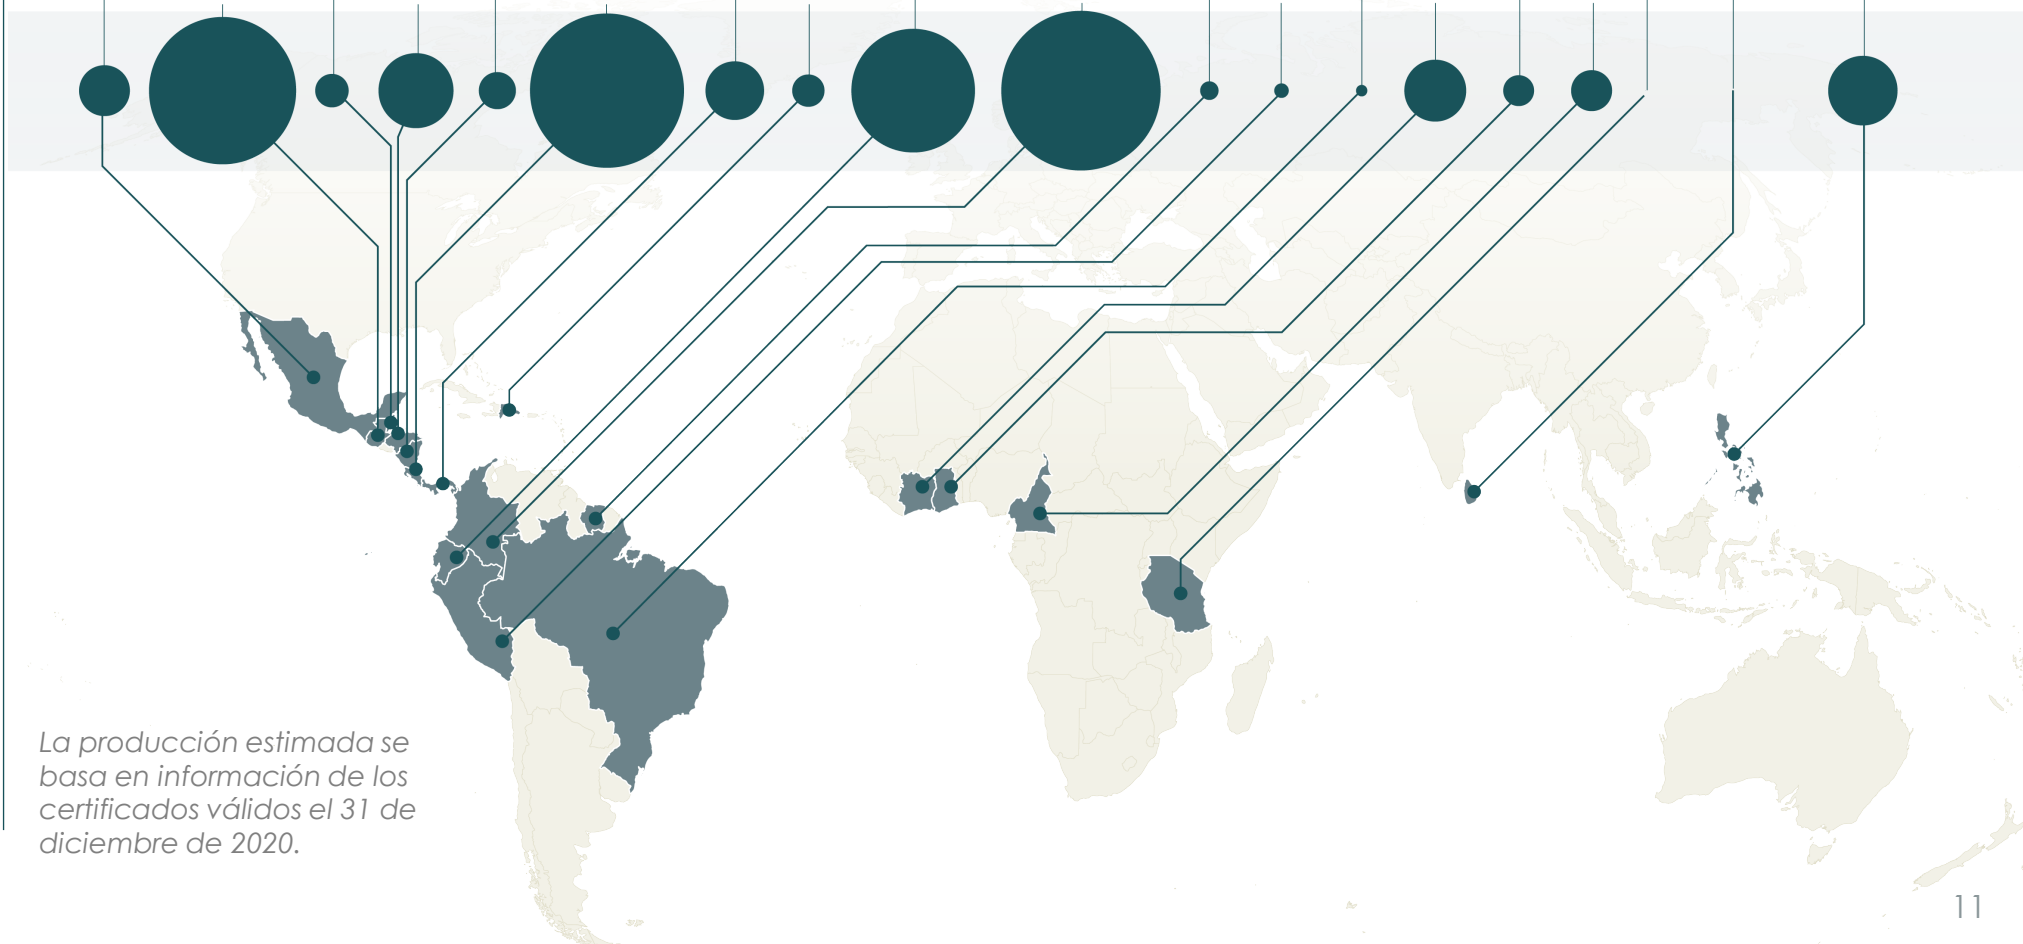 La producción estimada se
basa en información de los
certificados válidos el 31 de
diciembre de 2020.
11